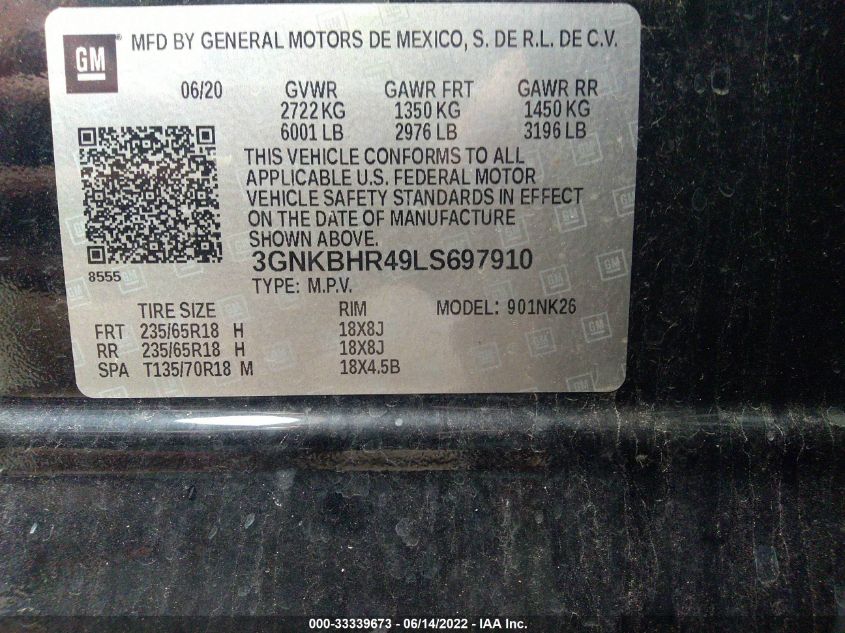 GM
MFD BY GENERAL MOTORS DE MEXICO, S. DE R.L. DE C.V.
06/20 GVWR GAWR FRT GAWR RR
2722 KG 1350 KG 1450 KG
6001 LB 2976 LB 3196 LB
THIS VEHICLE CONFORMS TO ALL
APPLICABLE U.S. FEDERAL MOTOR
VEHICLE SAFETY STANDARDS IN EFFECT
ON THE DATE OF MANUFACTURE
SHOWN ABOVE.
8555
3GNKBHR49LS697910
TYPE: M.P.V.
TIRE SIZE RIM MODEL: 901NK26
FRT 235/65R18 H 18X8J
RR 235/65R18 H 18X8J
SPA T135/70R18 M 18X4.5B
000-33339673 - 06/14/2022 - IAA Inc.